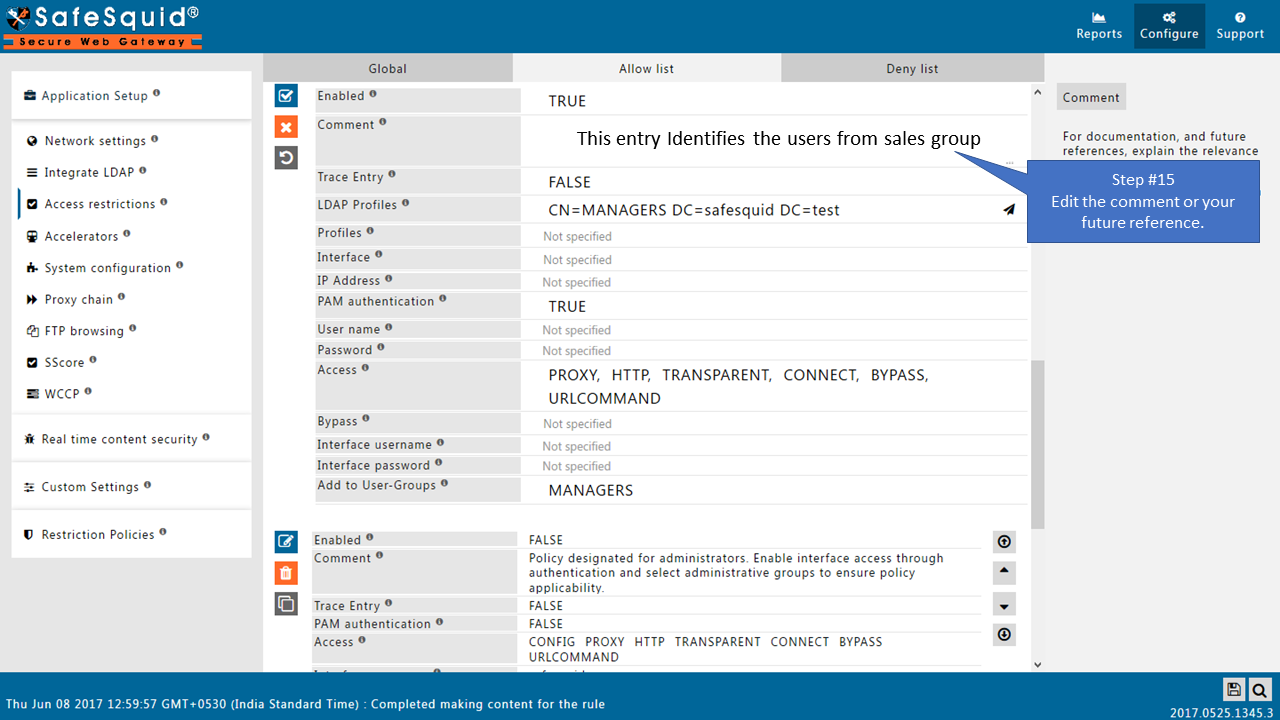 SafeSquid®
Secure Web Gateway
Reports
Configure
Support
Global
Allow list
Deny list
Application Setup
Network settings
Integrate LDAP
Access restrictions
Accelerators
System configuration
Proxy chain
FTP browsing
SScore
WCCP
Real time content security
Custom Settings
Restriction Policies
Enabled
TRUE
Comment
This entry Identifies the users from sales group
...
Trace Entry
FALSE
LDAP Profiles
CN=MANAGERS DC=safesquid DC=test
Profiles
Not specified
Interface
Not specified
IP Address
Not specified
PAM authentication
TRUE
User name
Not specified
Password
Not specified
Access
PROXY, HTTP, TRANSPARENT, CONNECT, BYPASS,
URLCOMMAND
Bypass
Not specified
Interface username
Not specified
Interface password
Not specified
Add to User-Groups
MANAGERS
Enabled
FALSE
Comment
Policy designated for administrators. Enable interface access through
authentication and select administrative groups to ensure policy
applicability.
Trace Entry
FALSE
PAM authentication
FALSE
Access
CONFIG PROXY HTTP TRANSPARENT CONNECT BYPASS
URLCOMMAND
Comment
For documentation, and future
references, explain the relevance
Step #15
Edit the comment or your
future reference.
Thu Jun 08 2017 12:59:57 GMT+0530 (India Standard Time) : Completed making content for the rule
2017.0525.1345.3